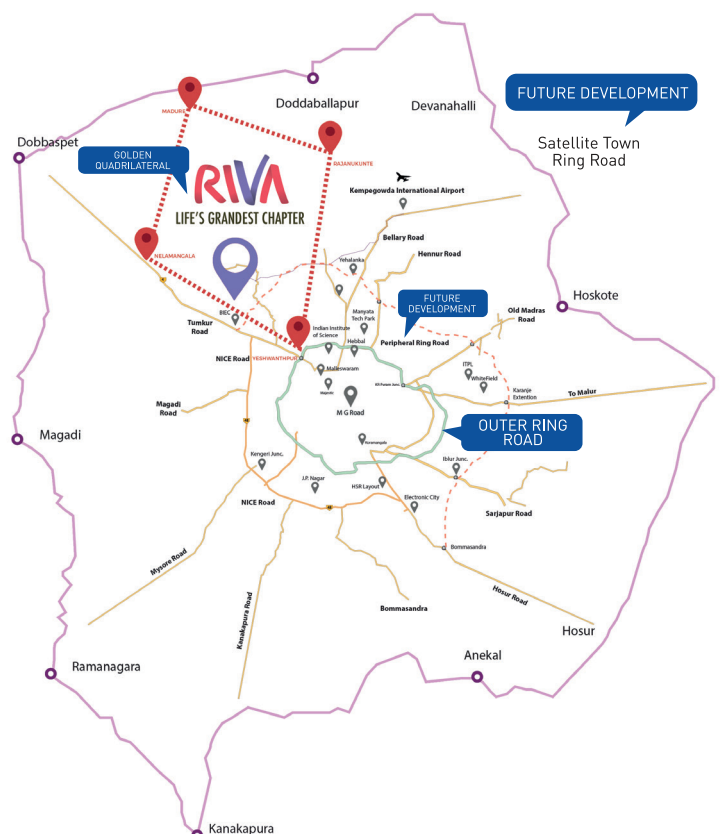 FUTURE DEVELOPMENT
Satellite Town
Ring Road
Doddaballapur
Devanahalli
MADURE
Dobbaspet
GOLDEN
QUADRILATERAL
RIVA
LIFE'S GRANDEST CHAPTER
RAJANUKUNTE
Kempegowda International Airport
NELAMANGALA
Bellary Road
Hennur Road
Yehalanka
Hoskote
BIEC
Tumkur
Road
Manyata
Tech Park
FUTURE
DEVELOPMENT
Old Madras
Road
Indian Institute
of Science
Hebbal
Peripheral Ring Road
NICE Road
YESHWANTHPUR
Malleswaram
ITPL
WhiteField
Karanje
Extention
To Malur
Magadi
Road
M G Road
OUTER RING
ROAD
Magadi
Koramangala
Kengeri Junc.
Iblur Junc.
J.P. Nagar
HSR Layout
NICE Road
Electronic City
Sarjapur Road
Bommasandra
Mysore Road
Kanakapura Road
Bommasandra
Hosur Road
Hosur
Ramanagara
Anekal
Kanakapura